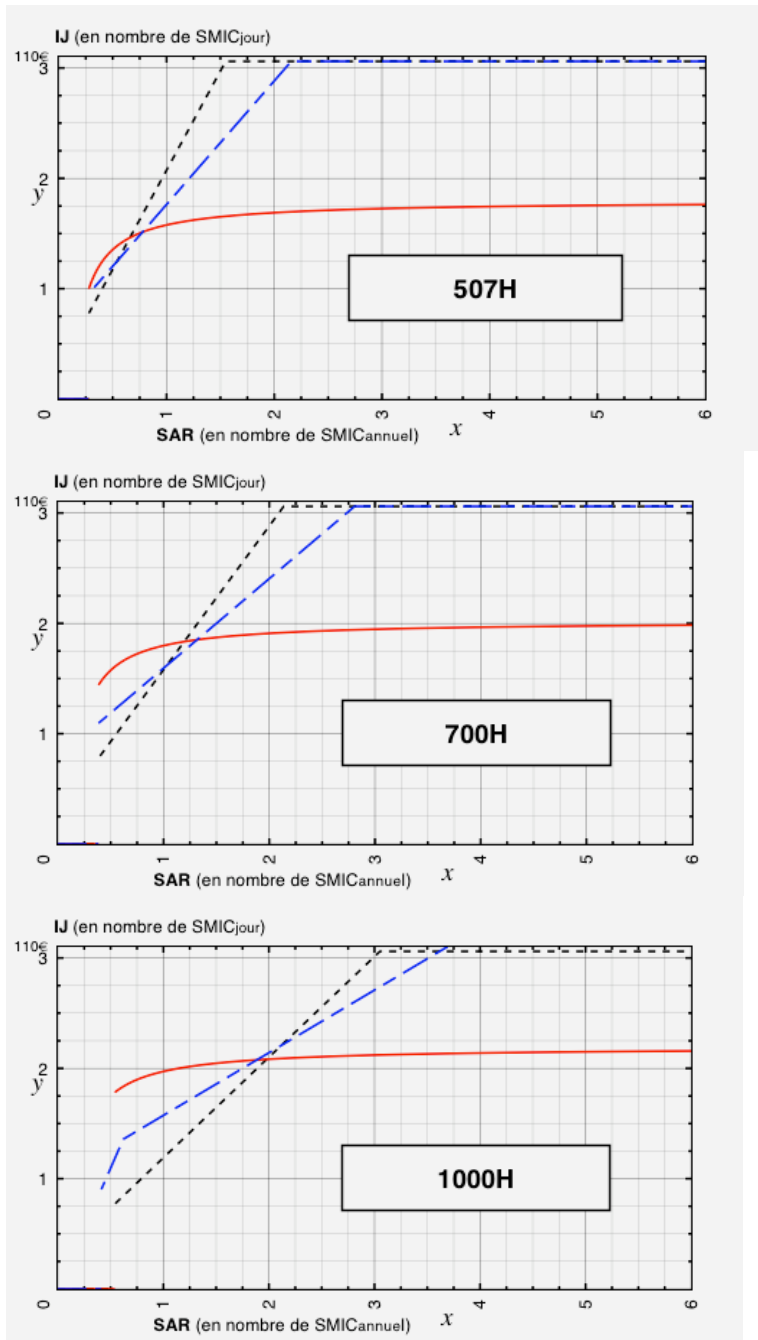 IJ (en nombre de SMICjour)
110€
3
2
y
1
507H
0 1 2 3 4 5 6
SAR (en nombre de SMICannuel) x
IJ (en nombre de SMICjour)
110€
3
2
y
1
700H
0 1 2 3 4 5 6
SAR (en nombre de SMICannuel) x
IJ (en nombre de SMICjour)
110€
3
2
y
1
1000H
0 1 2 3 4 5 6
SAR (en nombre de SMICannuel) x